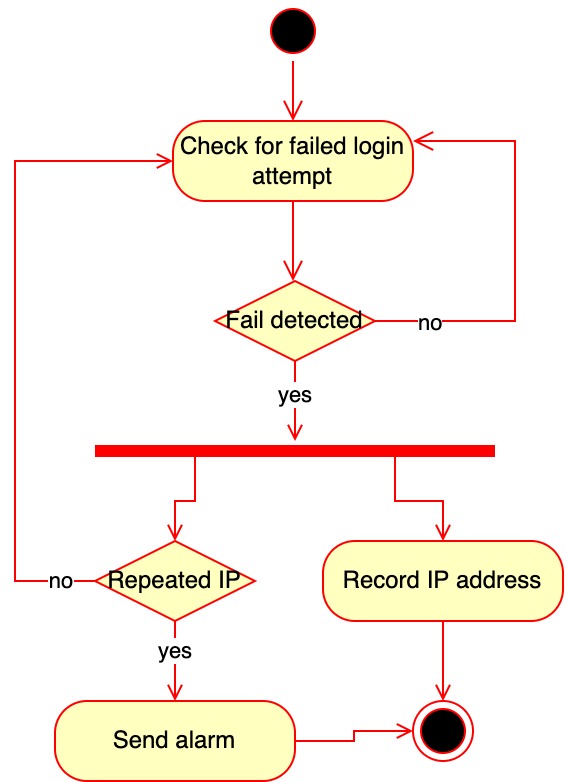 Check for failed login
attempt
Fail detected
no
yes
no
Repeated IP
Record IP address
yes
Send alarm